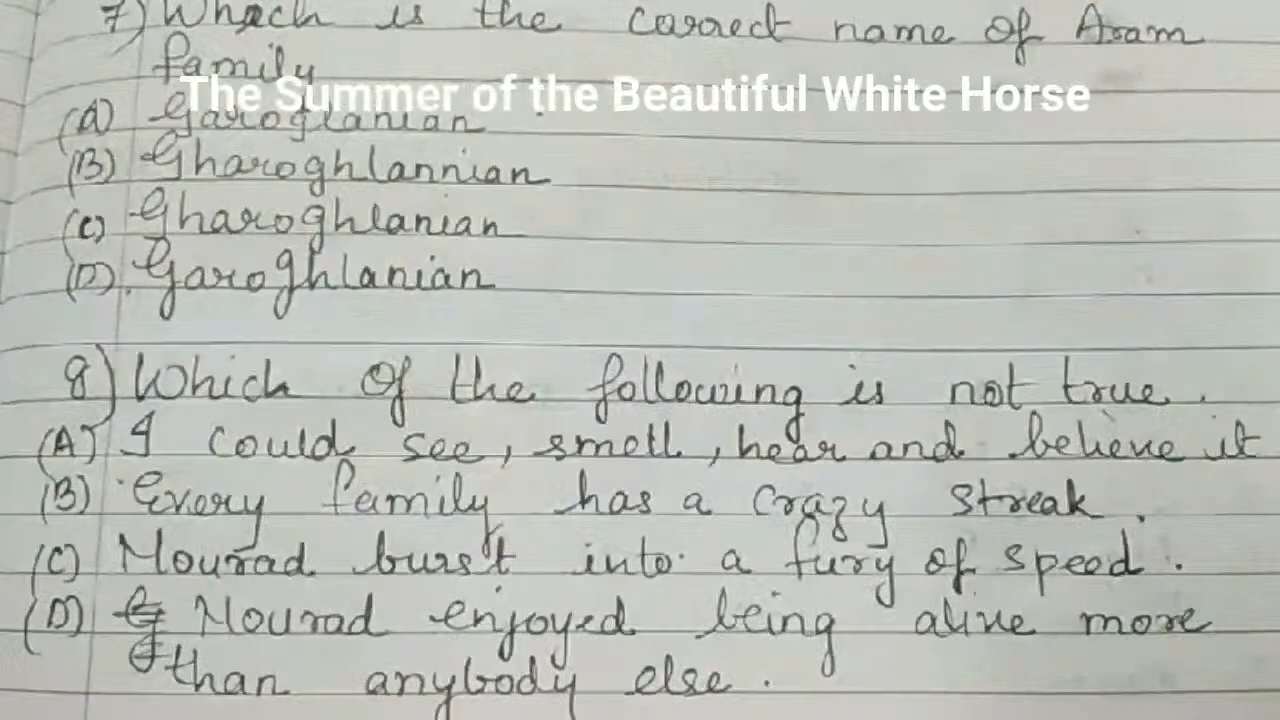 7) Which is the correct name of Aram
family
The Summer of the Beautiful White Horse
(A) Garoglanian
(B) Gharoghlannian
(C) Gharoghlanian
(D) Garoghlanian
8) Which of the following is not true.
(A) I could see, smell, hear and believe it
(B) Every family has a crazy streak.
(C) Mourad burst into a fury of speed.
(D) Mourad enjoyed being alive more
than anybody else.